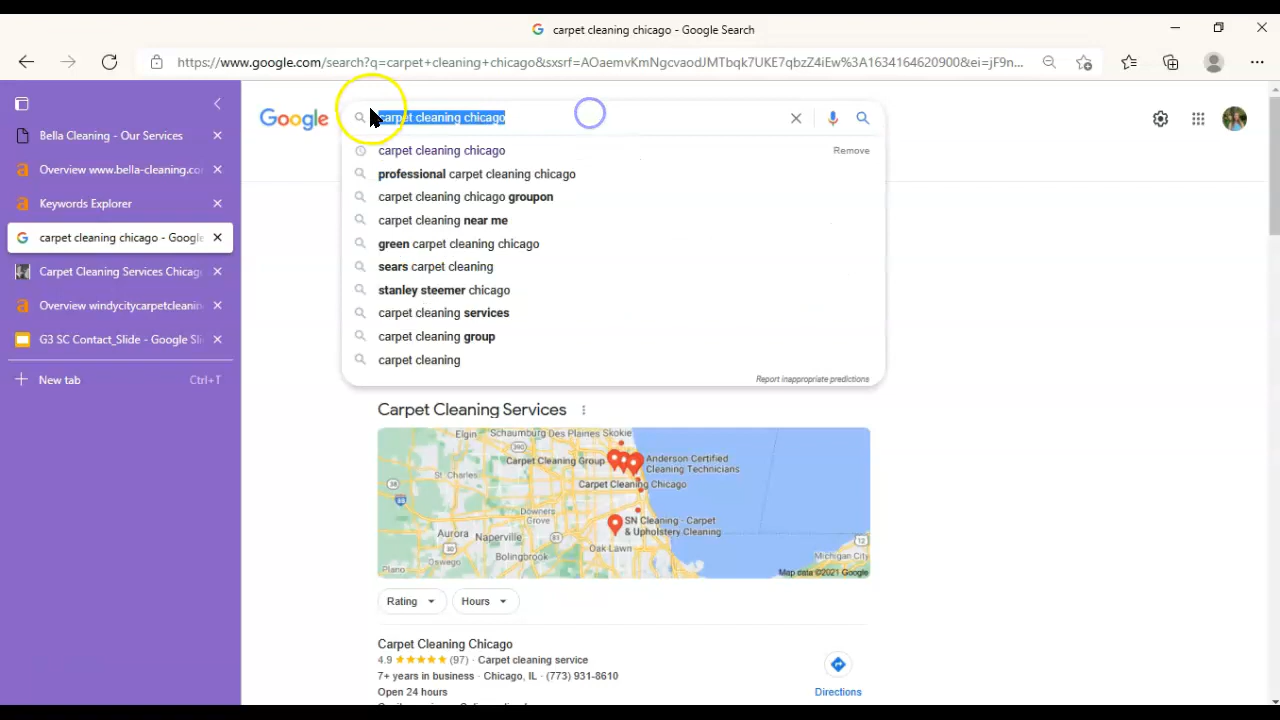 carpet cleaning chicago - Google Search
https://www.google.com/search?q=carpet+cleaning+chicago&sxsrf=AOaemvKmNgcvaodJMTbqk7UKE7qbzZ4iEw%3A1634164620900&ei=jF9n...
Bella Cleaning - Our Services
Overview www.bella-cleaning.co
Keywords Explorer
carpet cleaning chicago - Google
Carpet Cleaning Services Chicag
Overview windycitycarpetcleanin
G3 SC Contact_Slide - Google Sli
New tab Ctrl+T
Google
carpet cleaning chicago
carpet cleaning chicago Remove
professional carpet cleaning chicago
carpet cleaning chicago groupon
carpet cleaning near me
green carpet cleaning chicago
sears carpet cleaning
stanley steemer chicago
carpet cleaning services
carpet cleaning group
carpet cleaning
Report inappropriate predictions
Carpet Cleaning Services
Elgin Schaumburg Des Plaines Skokie
390
Carpet Cleaning Group
Anderson Certified
Cleaning Technicians
St. Charles
Carpet Cleaning Chicago
38
88
Downers
Grove
SN Cleaning - Carpet
& Upholstery Cleaning
Aurora Naperville
Oak Lawn
Bolingbrook
Oswego
Plano
12
Michigan City
Map data ©2021 Google
Rating Hours
Carpet Cleaning Chicago
4.9 (97) · Carpet cleaning service
7+ years in business · Chicago, IL · (773) 931-8610
Open 24 hours
Directions